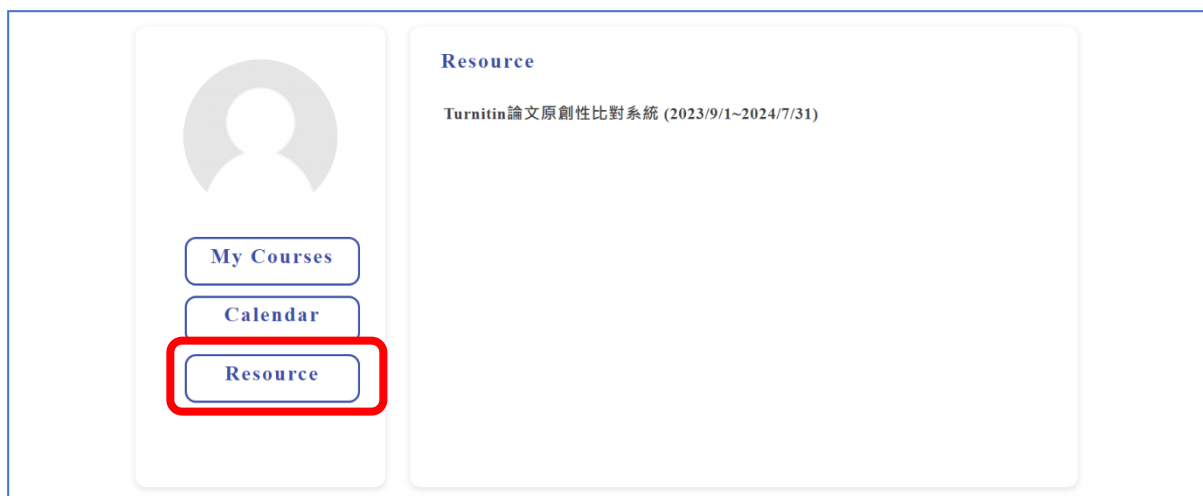 My Courses
Calendar
Resource
Resource
Turnitin論文原創性比對系統 (2023/9/1~2024/7/31)